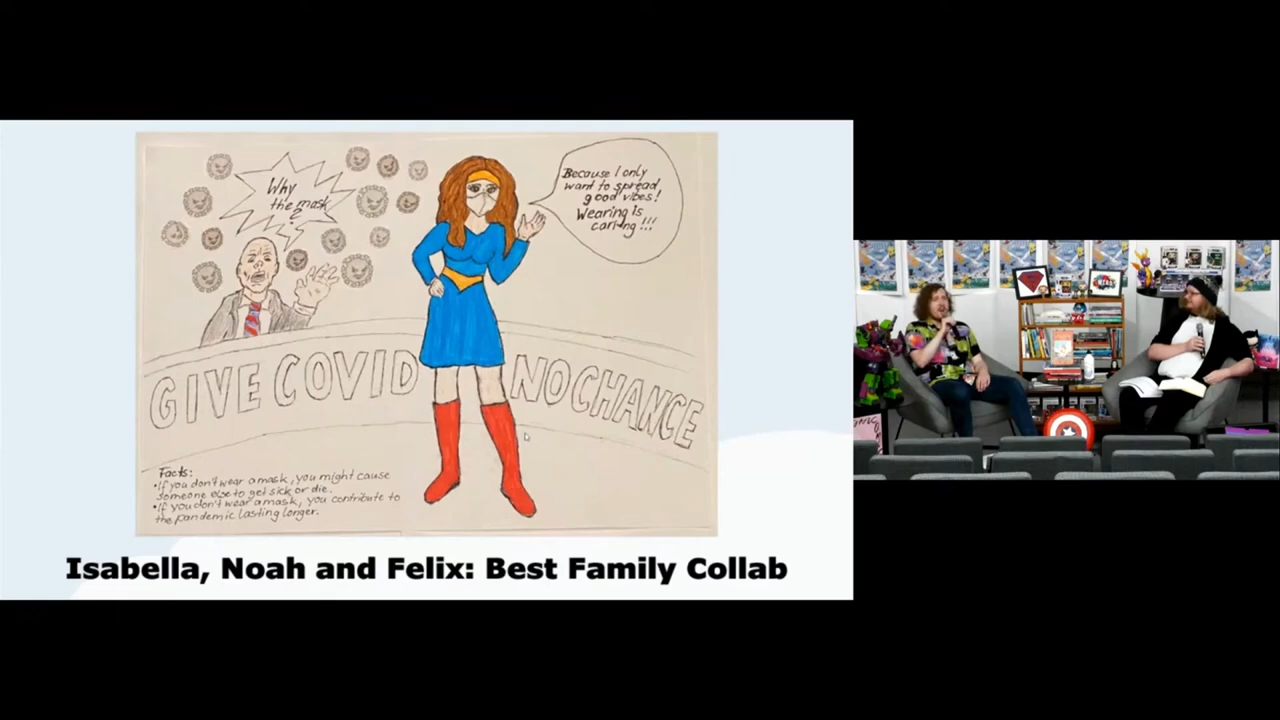 Why
the mask
?
Because I only
want to spread
good vibes!
Wearing is
caring!!!
GIVE COVID NO CHANCE
Facts:
•If you don't wear a mask, you might cause
someone else to get sick or die.
•If you don't wear a mask, you contribute to
the pandemic lasting longer.
Isabella, Noah and Felix: Best Family Collab